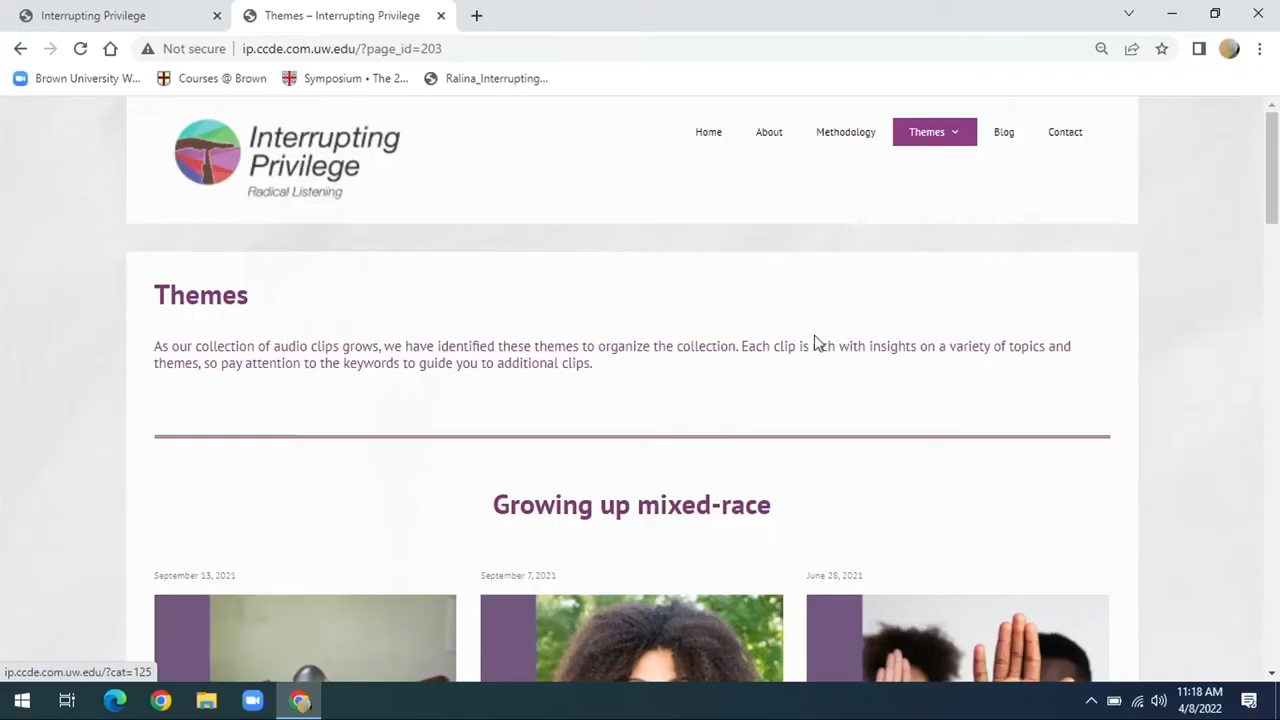 Interrupting Privilege
Themes – Interrupting Privilege
Not secure
ip.ccde.com.uw.edu/?page_id=203
Brown University W...
Courses @ Brown
Symposium • The 2...
Ralina_Interrupting...
Interrupting
Privilege
Radical Listening
Home
About
Methodology
Themes
Blog
Contact
Themes
As our collection of audio clips grows, we have identified these themes to organize the collection. Each clip is rich with insights on a variety of topics and
themes, so pay attention to the keywords to guide you to additional clips.
Growing up mixed-race
September 13, 2021
September 7, 2021
June 28, 2021
ip.ccde.com.uw.edu/?cat=125
11:18 AM
4/8/2022